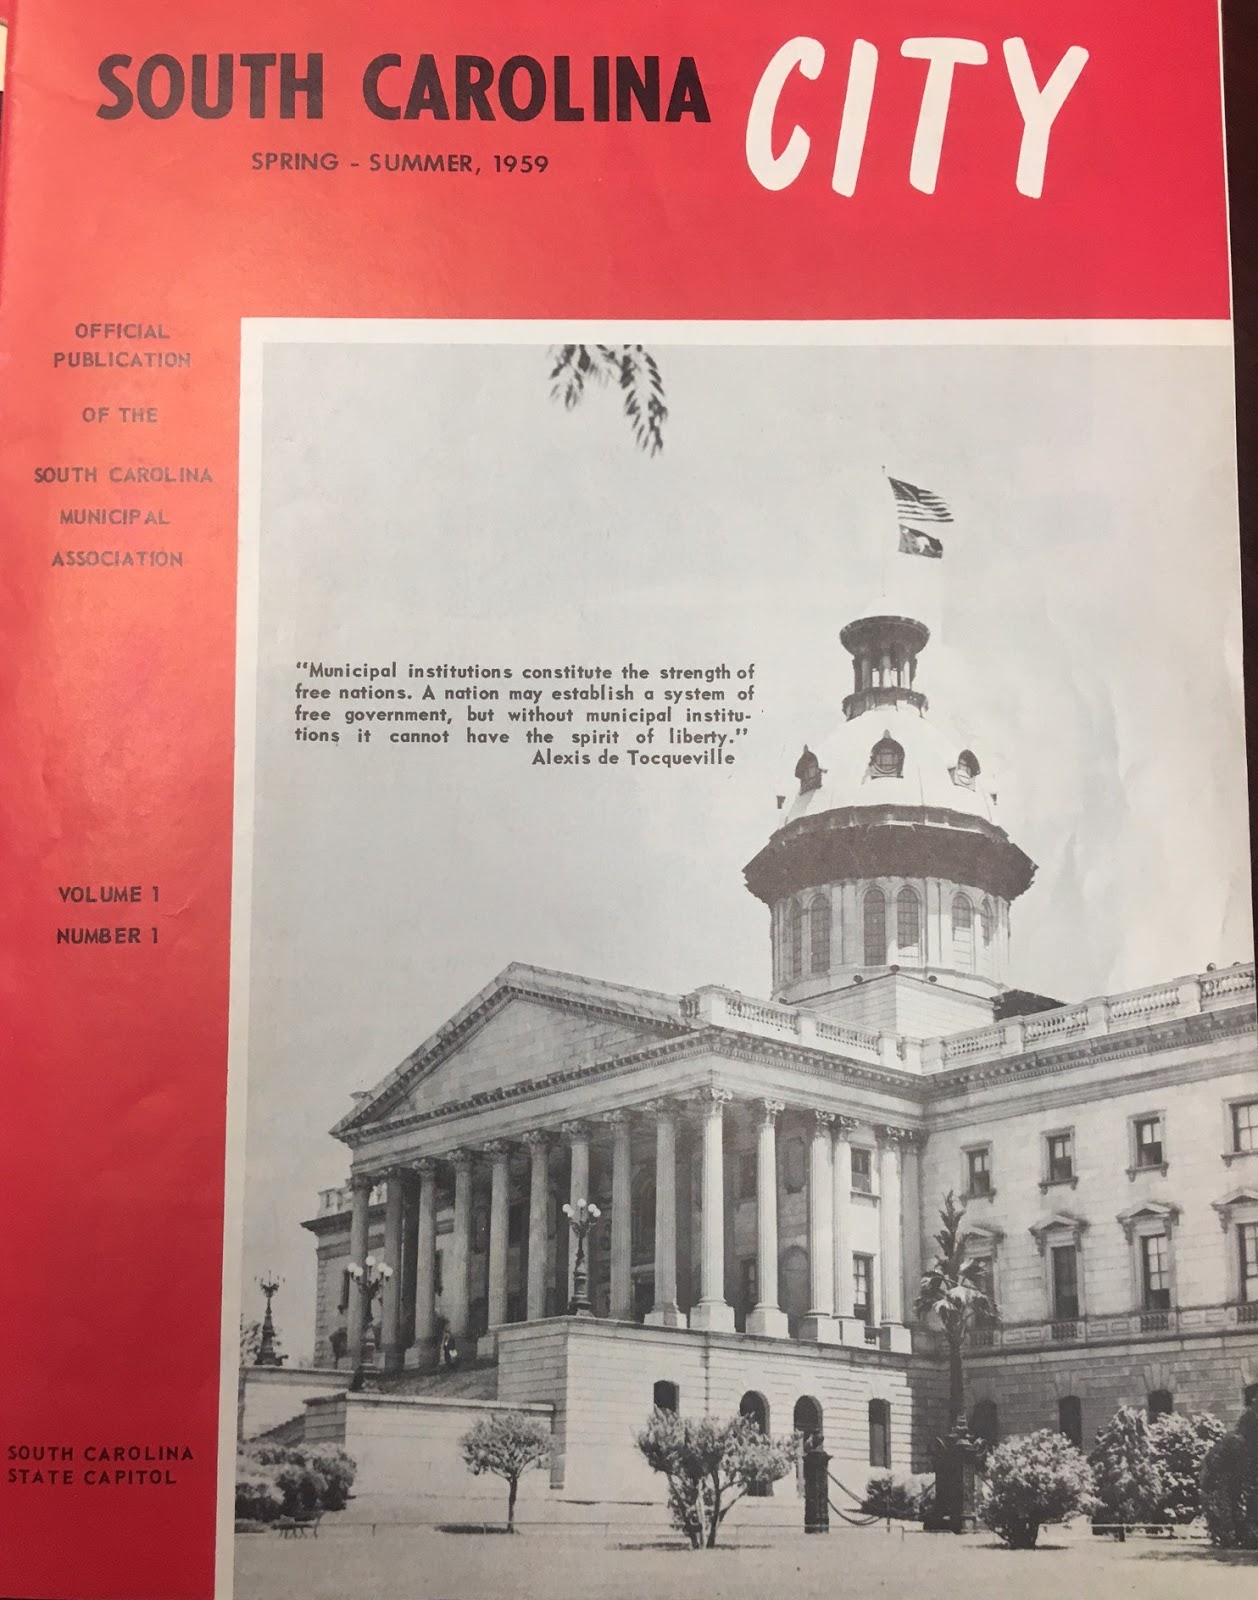 SOUTH CAROLINA CITY
SPRING - SUMMER, 1959
OFFICIAL
PUBLICATION
OF THE
SOUTH CAROLINA
MUNICIPAL
ASSOCIATION
"Municipal institutions constitute the strength of
free nations. A nation may establish a system of
free government, but without municipal institu-
tions it cannot have the spirit of liberty."
Alexis de Tocqueville
VOLUME 1
NUMBER 1
SOUTH CAROLINA
STATE CAPITOL